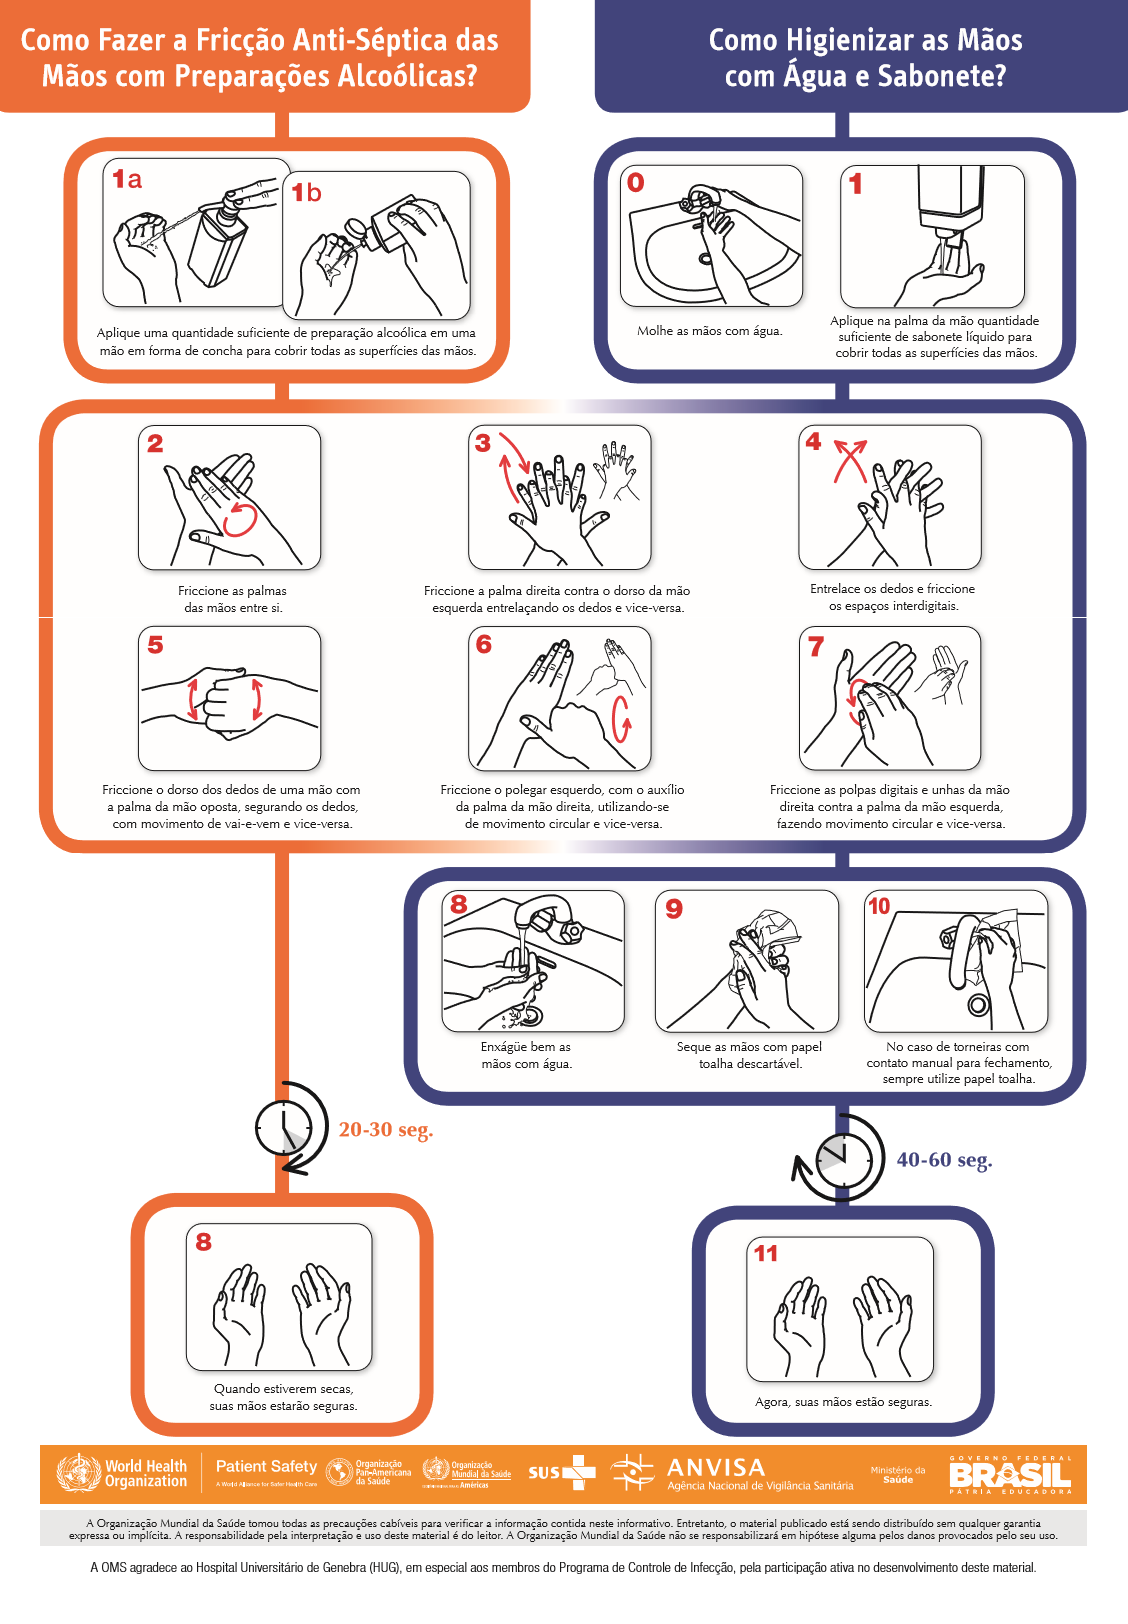 Como Fazer a Fricção Anti-Séptica das
Mãos com Preparações Alcoólicas?
Como Higienizar as Mãos
com Água e Sabonete?
1a
1b
Aplique uma quantidade suficiente de preparação alcoólica em uma
mão em forma de concha para cobrir todas as superfícies das mãos.
0
Molhe as mãos com água.
1
Aplique na palma da mão quantidade
suficiente de sabonete líquido para
cobrir todas as superfícies das mãos.
2
Friccione as palmas
das mãos entre si.
3
Friccione a palma direita contra o dorso da mão
esquerda entrelaçando os dedos e vice-versa.
4
Entrelace os dedos e friccione
os espaços interdigitais.
5
Friccione o dorso dos dedos de uma mão com
a palma da mão oposta, segurando os dedos,
com movimento de vai-e-vem e vice-versa.
6
Friccione o polegar esquerdo, com o auxílio
da palma da mão direita, utilizando-se
de movimento circular e vice-versa.
7
Friccione as polpas digitais e unhas da mão
direita contra a palma da mão esquerda,
fazendo movimento circular e vice-versa.
8
Enxágüe bem as
mãos com água.
9
Seque as mãos com papel
toalha descartável.
10
No caso de torneiras com
contato manual para fechamento,
sempre utilize papel toalha.
20-30 seg.
40-60 seg.
8
Quando estiverem secas,
suas mãos estarão seguras.
11
Agora, suas mãos estão seguras.
World Health
Organization
Patient Safety
A World Alliance for Safer Health Care
Organização
Pan-Americana
da Saúde
Organização
Mundial da Saúde
Américas
SUS
ANVISA
Agência Nacional de Vigilância Sanitária
Ministério da
Saúde
GOVERNO FEDERAL
BRASIL
PÁTRIA EDUCADORA
A Organização Mundial da Saúde tomou todas as precauções cabíveis para verificar a informação contida neste informativo. Entretanto, o material publicado está sendo distribuído sem qualquer garantia
expressa ou implícita. A responsabilidade pela interpretação e uso deste material é do leitor. A Organização Mundial da Saúde não se responsabilizará em hipótese alguma pelos danos provocados pelo seu uso.
A OMS agradece ao Hospital Universitário de Genebra (HUG), em especial aos membros do Programa de Controle de Infecção, pela participação ativa no desenvolvimento deste material.